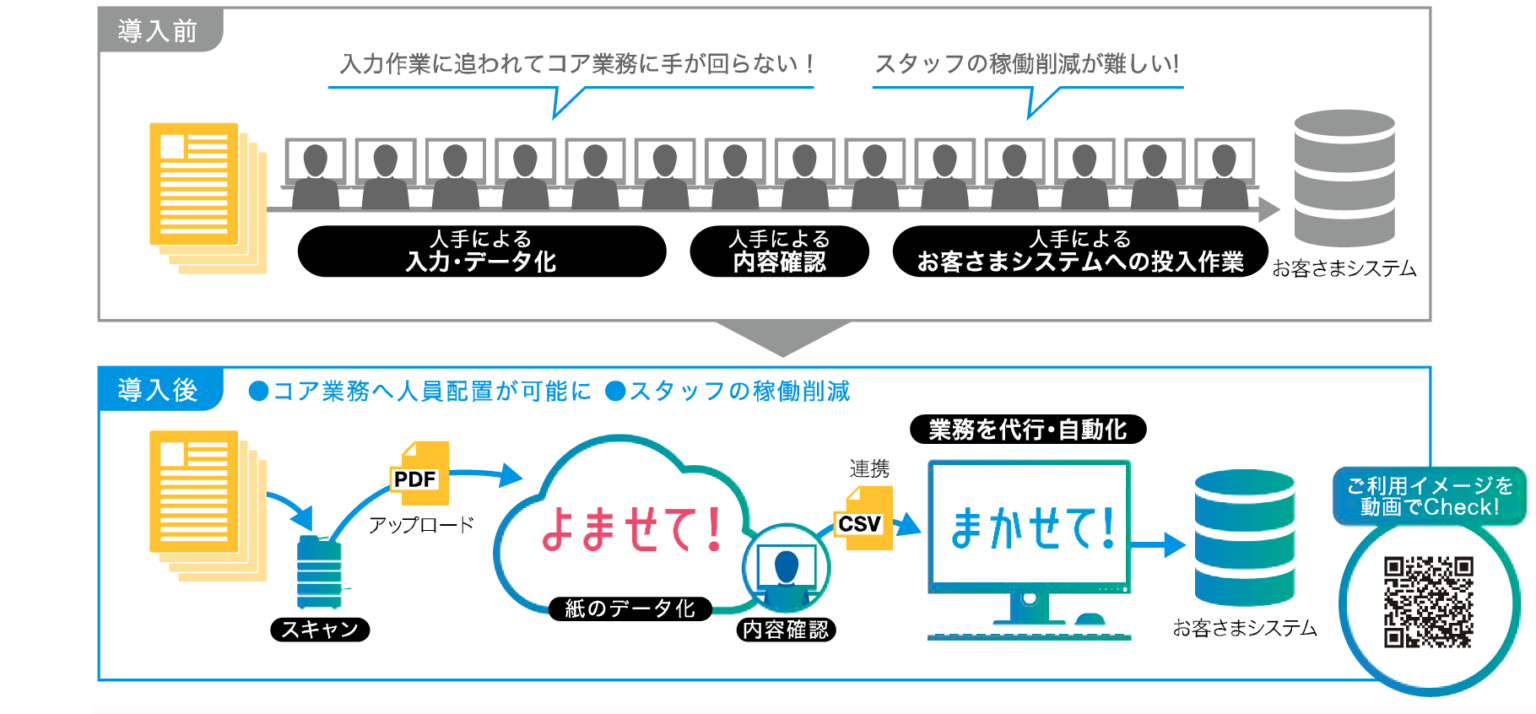 導入前
入力作業に追われてコア業務に手が回らない！
スタッフの稼働削減が難しい!
人手による
入力・データ化
人手による
内容確認
人手による
お客さまシステムへの投入作業
お客さまシステム
導入後
●コア業務へ人員配置が可能に ●スタッフの稼働削減
スキャン
PDF
アップロード
よませて!
紙のデータ化
内容確認
連携
CSV
業務を代行・自動化
まかせて!
お客さまシステム
ご利用イメージを
動画でCheck!